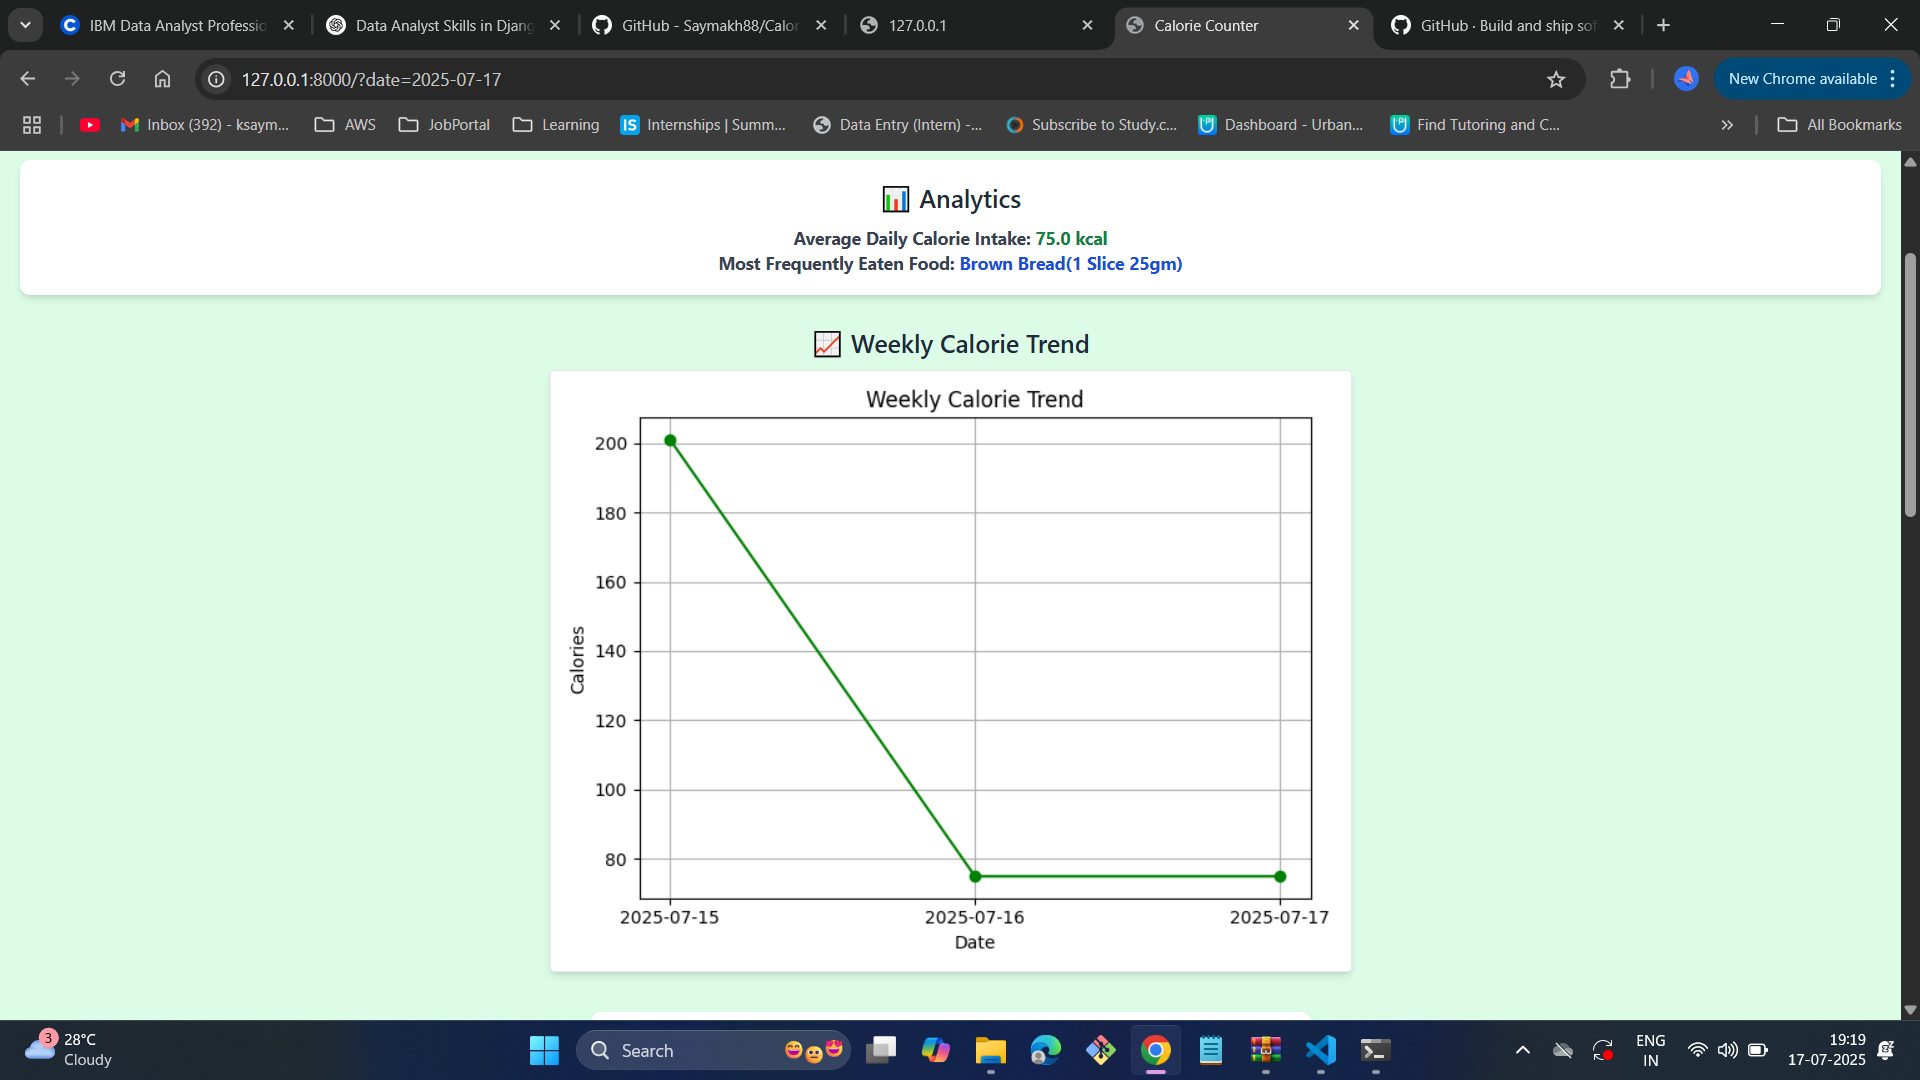 IBM Data Analyst Professio
Data Analyst Skills in Djang
GitHub - Saymakh88/Calor
127.0.0.1
Calorie Counter
GitHub · Build and ship sof
127.0.0.1:8000/?date=2025-07-17
New Chrome available
Inbox (392) - ksaym...
AWS
JobPortal
Learning
IS
Internships | Summ...
Data Entry (Intern) -...
Subscribe to Study.c...
Dashboard - Urban...
Find Tutoring and C...
All Bookmarks
Analytics
Average Daily Calorie Intake: 75.0 kcal
Most Frequently Eaten Food: Brown Bread(1 Slice 25gm)
Weekly Calorie Trend
Weekly Calorie Trend
200
180
160
140
120
100
80
Calories
2025-07-15
2025-07-16
2025-07-17
Date
3
28°C
Cloudy
Search
ENG
IN
19:19
17-07-2025